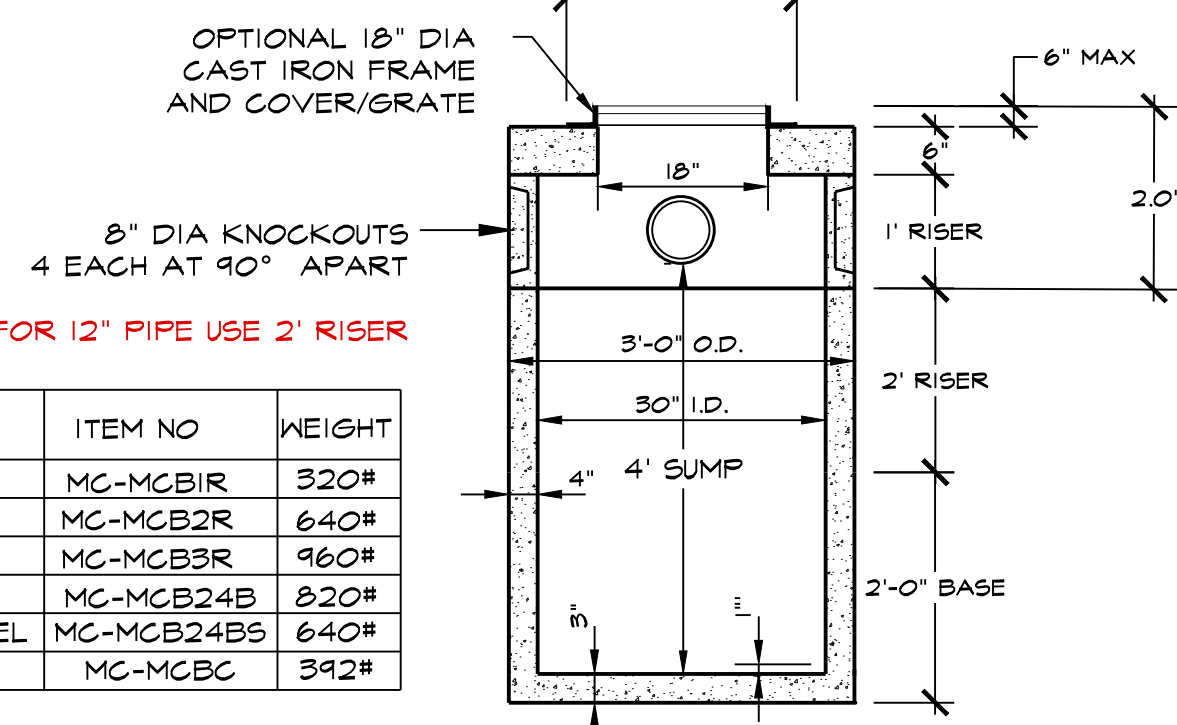 OPTIONAL 18" DIA
CAST IRON FRAME
AND COVER/GRATE
6" MAX
6"
18"
2.0'
1' RISER
8" DIA KNOCKOUTS
4 EACH AT 90° APART
FOR 12" PIPE USE 2' RISER
3'-0" O.D.
2' RISER
30" I.D.
4' SUMP
4"
2'-0" BASE
3"
1"
ITEM NO WEIGHT
MC-MCB1R 320#
MC-MCB2R 640#
MC-MCB3R 960#
MC-MCB24B 820#
EL MC-MCB24BS 640#
MC-MCBC 392#